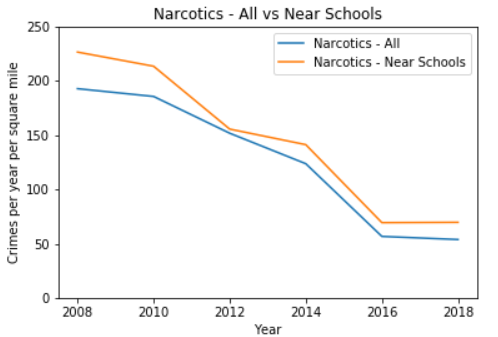 Narcotics - All vs Near Schools
Narcotics - All
Narcotics - Near Schools
Crimes per year per square mile
250
200
150
100
50
0
2008 2010 2012 2014 2016 2018
Year